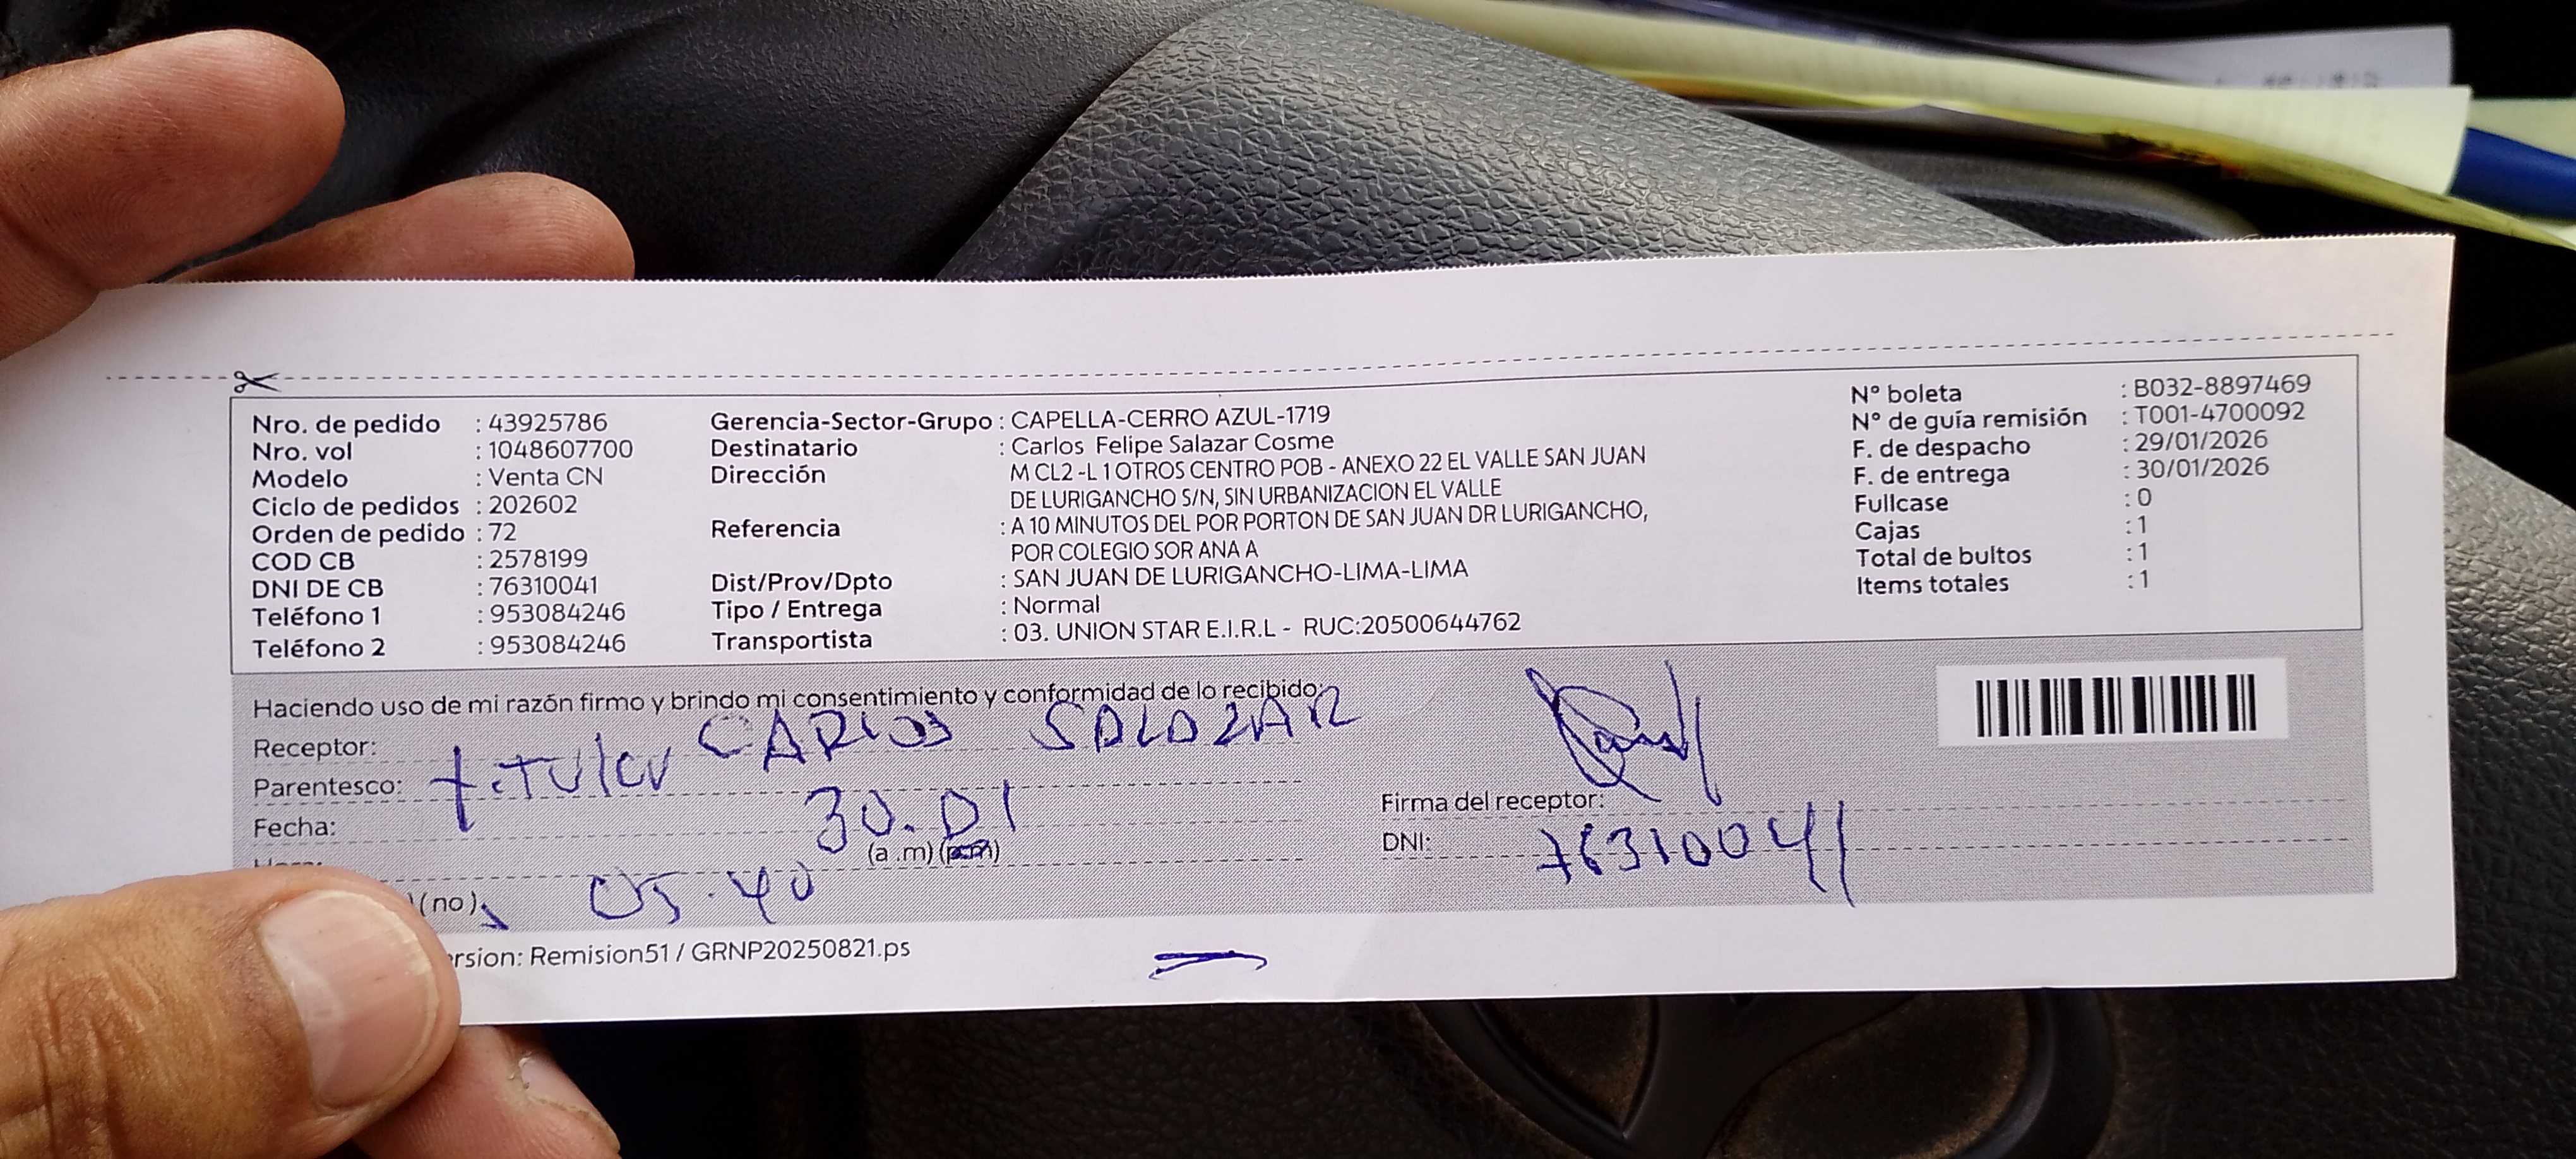 Nro. de pedido : 43925786
Nro. vol : 1048607700
Modelo : Venta CN
Ciclo de pedidos : 202602
Orden de pedido : 72
COD CB : 2578199
DNI DE CB : 76310041
Teléfono 1 : 953084246
Teléfono 2 : 953084246
Gerencia-Sector-Grupo : CAPELLA-CERRO AZUL-1719
Destinatario : Carlos Felipe Salazar Cosme
Dirección M CL2 -L 1 OTROS CENTRO POB - ANEXO 22 EL VALLE SAN JUAN
DE LURIGANCHO S/N, SIN URBANIZACION EL VALLE
Referencia : A 10 MINUTOS DEL POR PORTON DE SAN JUAN DR LURIGANCHO,
POR COLEGIO SOR ANA A
Dist/Prov/Dpto : SAN JUAN DE LURIGANCHO-LIMA-LIMA
Tipo / Entrega : Normal
Transportista : 03. UNION STAR E.I.R.L - RUC:20500644762
N° boleta : B032-8897469
N° de guía remisión : T001-4700092
F. de despacho : 29/01/2026
F. de entrega : 30/01/2026
Fullcase : 0
Cajas : 1
Total de bultos : 1
Items totales : 1
Haciendo uso de mi razón firmo y brindo mi consentimiento y conformidad de lo recibido:
Receptor: CARLOS SALAZAR
Parentesco: titular
Fecha: 30.01
(a .m) (p.m)
(no) 05.40
Firma del receptor:
DNI: 76310041
rsion: Remision51 / GRNP20250821.ps